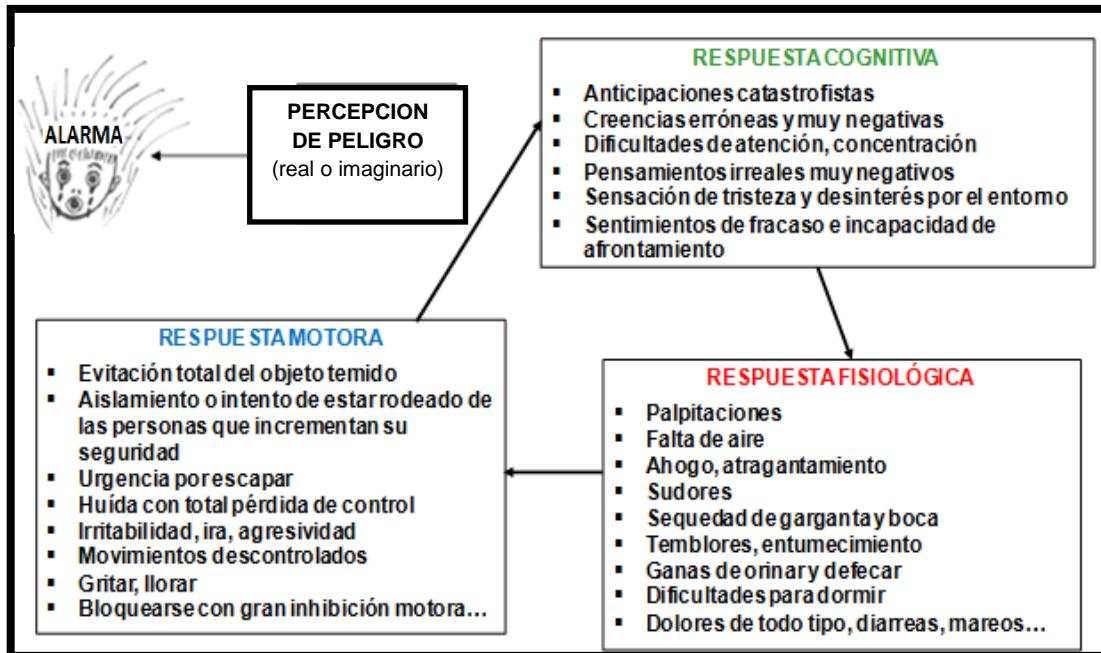 ALARMA
PERCEPCION
DE PELIGRO
(real o imaginario)
RESPUESTA COGNITIVA
▪ Anticipaciones catastrofistas
▪ Creencias erróneas y muy negativas
▪ Dificultades de atención, concentración
▪ Pensamientos irreales muy negativos
▪ Sensación de tristeza y desinterés por el entorno
▪ Sentimientos de fracaso e incapacidad de
afrontamiento
RESPUESTA MOTORA
▪ Evitación total del objeto temido
▪ Aislamiento o intento de estar rodeado de
las personas que incrementan su
seguridad
▪ Urgencia por escapar
▪ Huída con total pérdida de control
▪ Irritabilidad, ira, agresividad
▪ Movimientos descontrolados
▪ Gritar, llorar
▪ Bloquearse con gran inhibición motora...
RESPUESTA FISIOLÓGICA
▪ Palpitaciones
▪ Falta de aire
▪ Ahogo, atragantamiento
▪ Sudores
▪ Sequedad de garganta y boca
▪ Temblores, entumecimiento
▪ Ganas de orinar y defecar
▪ Dificultades para dormir
▪ Dolores de todo tipo, diarreas, mareos...